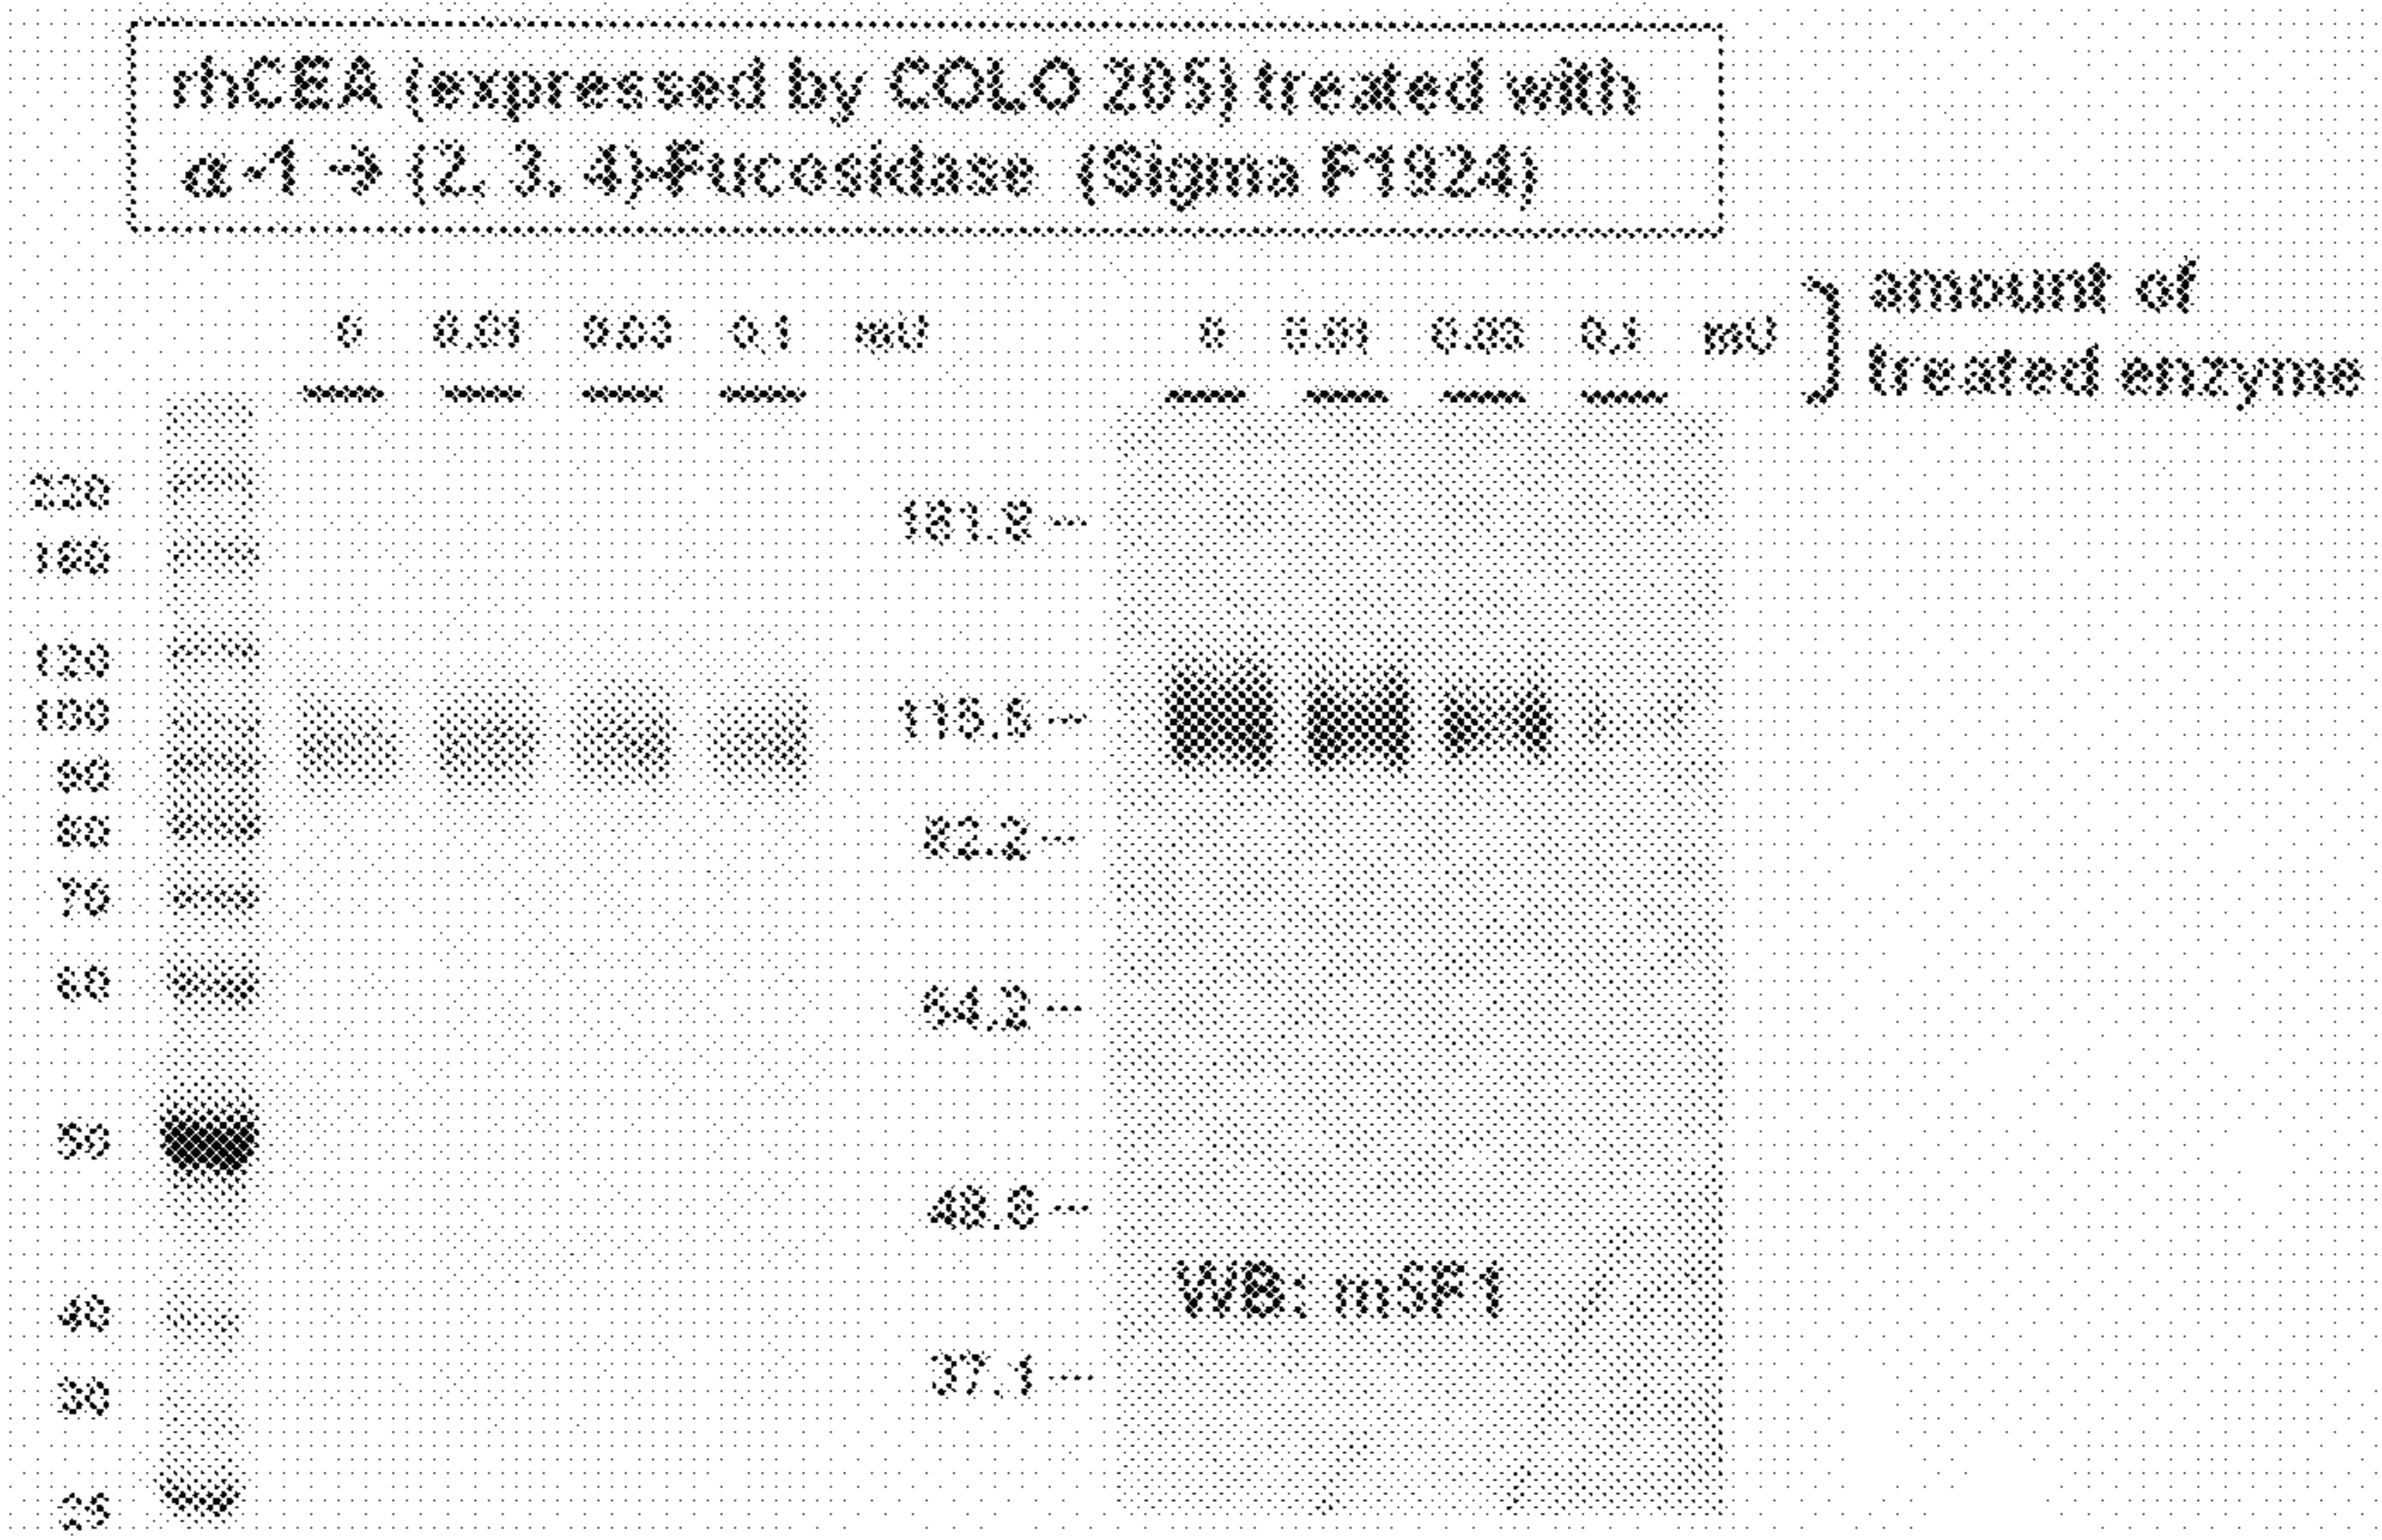 rhCEA (expressed by COLO 205) treated with
α-1 → (2, 3, 4)-Fucosidase (Sigma F1924)
0 0.01 0.03 0.1 mU
0 0.01 0.03 0.1 mU
amount of
treated enzyme
220
160
120
100
90
80
70
60
50
40
30
25
181.8
115.5
82.2
64.2
48.6
37.1
WB: m5F1